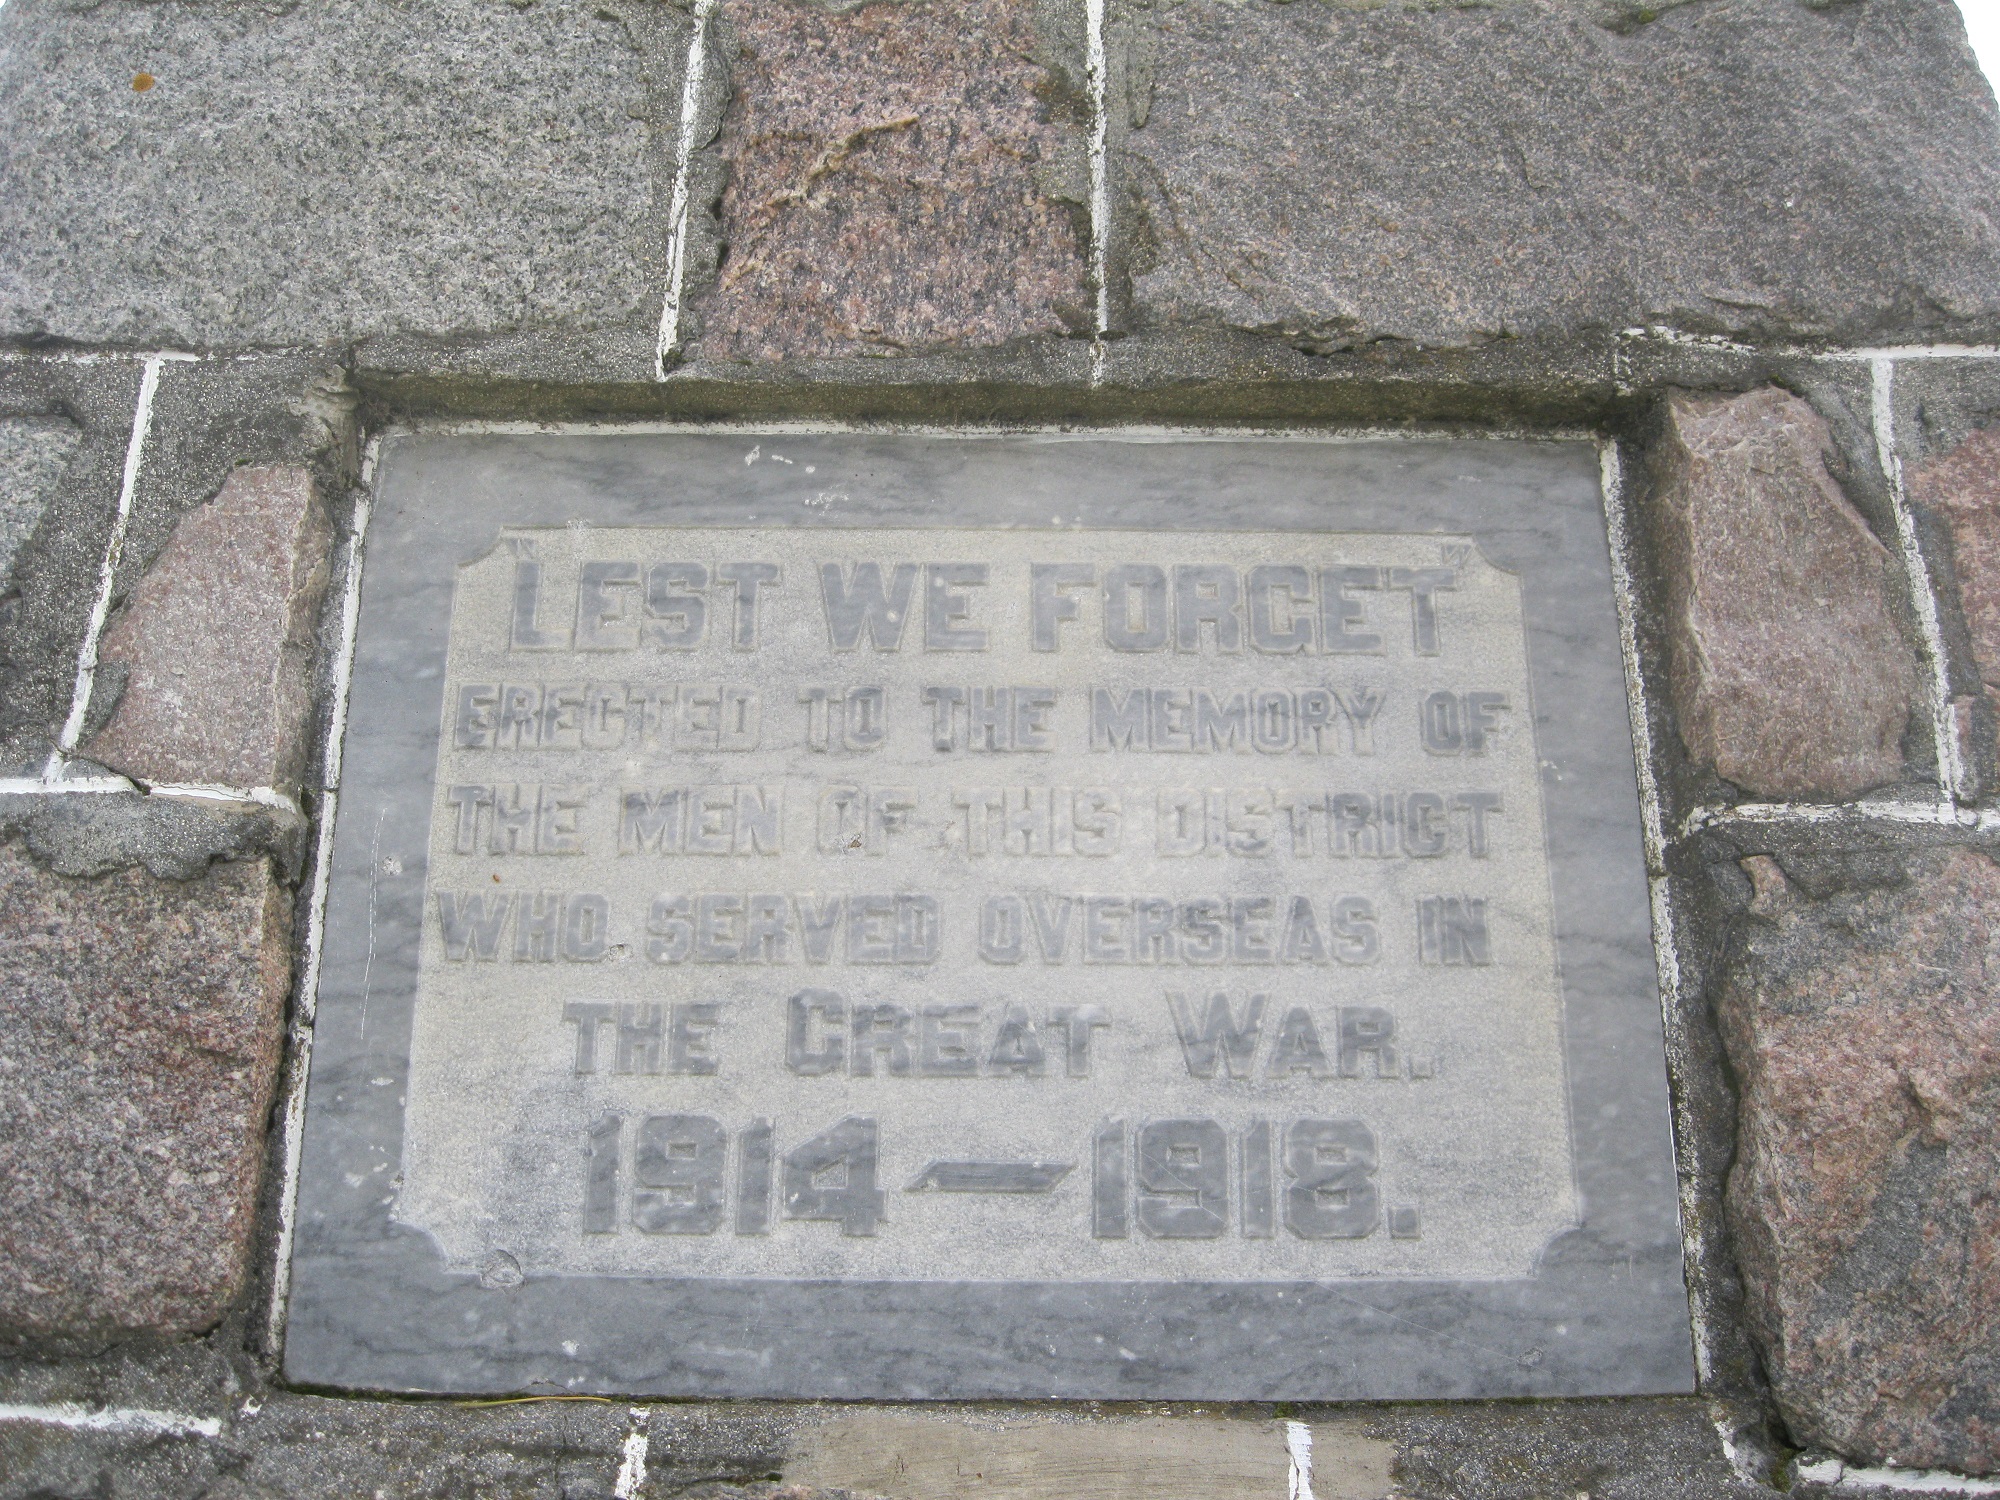 "LEST WE FORGET"
ERECTED TO THE MEMORY OF
THE MEN OF THIS DISTRICT
WHO SERVED OVERSEAS IN
THE GREAT WAR.
1914—1918.